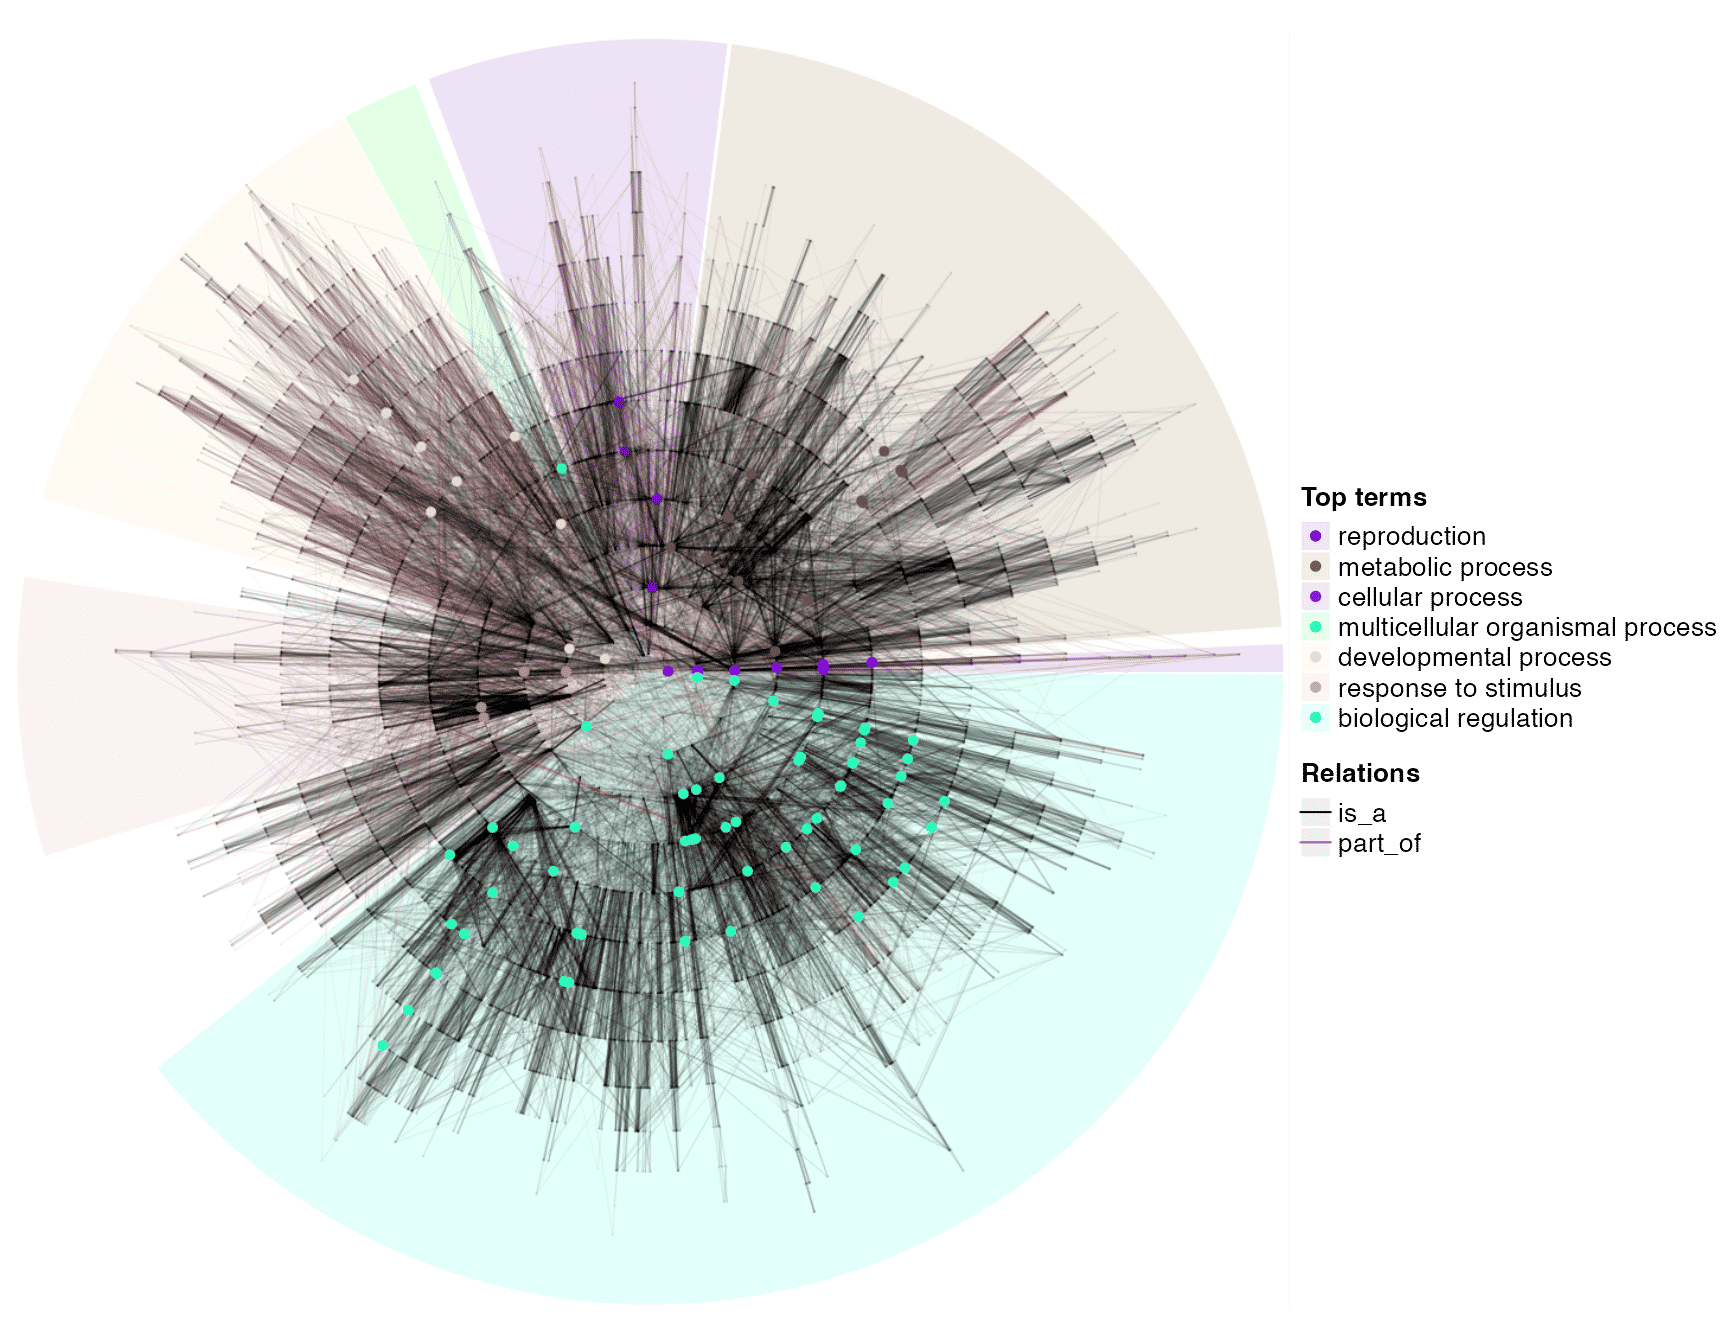 Top terms
reproduction
metabolic process
cellular process
multicellular organismal process
developmental process
response to stimulus
biological regulation
Relations
is_a
part_of